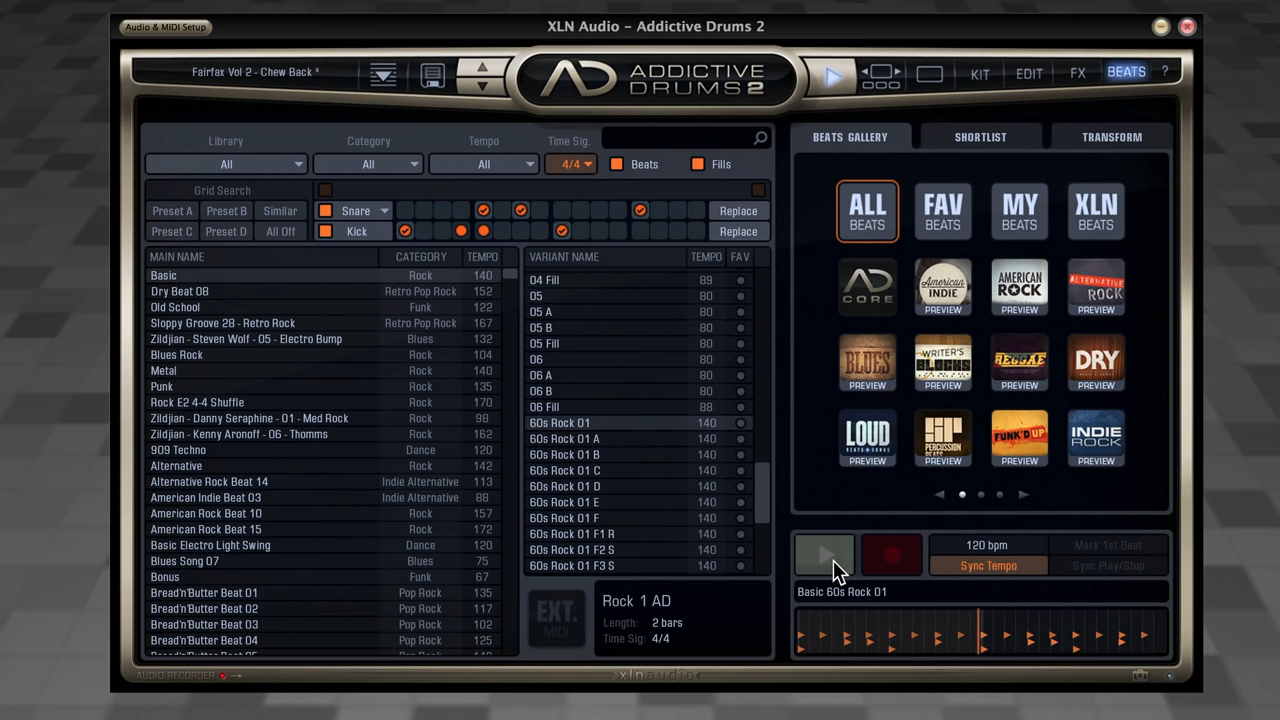 Audio & MIDI Setup
XLN Audio – Addictive Drums 2
Fairfax Vol 2 - Chew Back *
ADDICTIVE
DRUMS 2
KIT
EDIT
FX
BEATS
?
Library
Category
Tempo
Time Sig.
All
All
All
4/4
Beats
Fills
Grid Search
Preset A
Preset B
Similar
Snare
Replace
Preset C
Preset D
All Off
Kick
Replace
MAIN NAME CATEGORY TEMPO
Basic Rock 140
Dry Beat 08 Retro Pop Rock 152
Old School Funk 122
Sloppy Groove 28 - Retro Rock Retro Pop Rock 167
Zildjian - Steven Wolf - 05 - Electro Bump Blues 132
Blues Rock Rock 104
Metal Rock 140
Punk Rock 135
Rock E2 4-4 Shuffle Rock 170
Zildjian - Danny Seraphine - 01 - Med Rock Rock 98
Zildjian - Kenny Aronoff - 06 - Thomms Rock 162
909 Techno Dance 120
Alternative Rock 142
Alternative Rock Beat 14 Indie Alternative 113
American Indie Beat 03 Indie Alternative 88
American Rock Beat 10 Rock 157
American Rock Beat 15 Rock 172
Basic Electro Light Swing Dance 120
Blues Song 07 Blues 75
Bonus Funk 67
Bread'n'Butter Beat 01 Pop Rock 135
Bread'n'Butter Beat 02 Pop Rock 117
Bread'n'Butter Beat 03 Pop Rock 102
Bread'n'Butter Beat 04 Pop Rock 125
VARIANT NAME TEMPO FAV
04 Fill 89
05 80
05 A 80
05 B 80
05 Fill 80
06 80
06 A 80
06 B 80
06 Fill 88
60s Rock 01 140
60s Rock 01 A 140
60s Rock 01 B 140
60s Rock 01 C 140
60s Rock 01 D 140
60s Rock 01 E 140
60s Rock 01 F 140
60s Rock 01 F1 R 140
60s Rock 01 F2 S 140
60s Rock 01 F3 S 140
EXT.
MIDI
Rock 1 AD
Length: 2 bars
Time Sig: 4/4
BEATS GALLERY
SHORTLIST
TRANSFORM
ALL
BEATS
FAV
BEATS
MY
BEATS
XLN
BEATS
AD
CORE
American
INDIE
PREVIEW
AMERICAN
ROCK
PREVIEW
ALTERNATIVE
ROCK
PREVIEW
BLUES
PREVIEW
WRITER'S
BLOCKS
PREVIEW
REGGAE
PREVIEW
DRY
PREVIEW
LOUD
BEATS & SONGS
PREVIEW
PERCUSSION
BEATS
PREVIEW
FUNK'D UP
PREVIEW
INDIE
ROCK
PREVIEW
120 bpm
Mark 1st Beat
Sync Tempo
Sync Play/Stop
Basic 60s Rock 01
AUDIO RECORDER
xlnaudio